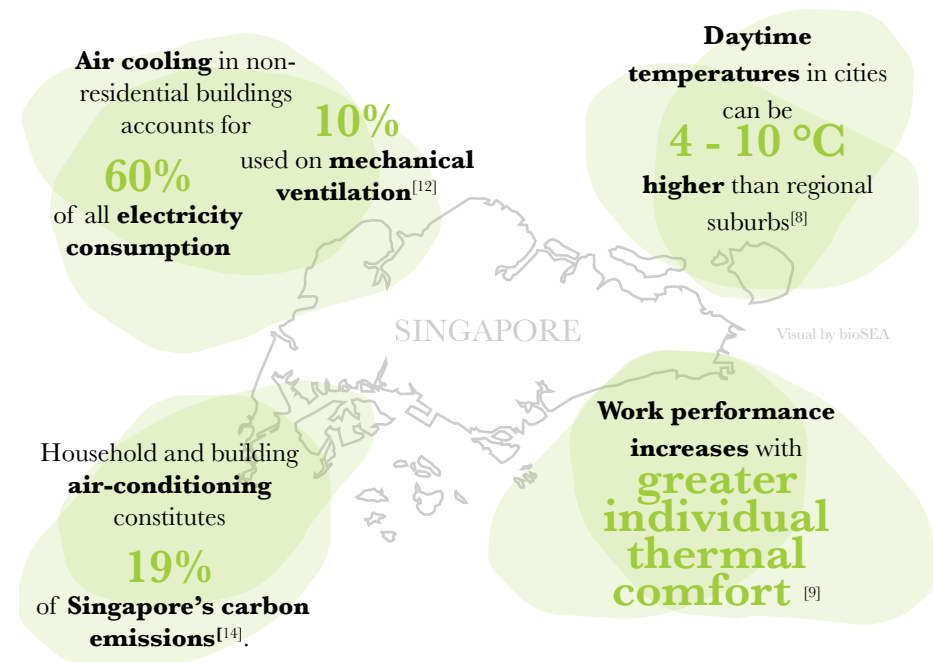 Air cooling in non-
residential buildings
accounts for
60%
of all electricity
consumption
10%
used on mechanical
ventilation[12]
Daytime
temperatures in cities
can be
4 - 10 °C
higher than regional
suburbs[8]
SINGAPORE
Visual by bioSEA
Household and building
air-conditioning
constitutes
19%
of Singapore's carbon
emissions[14].
Work performance
increases with
greater
individual
thermal
comfort [9]